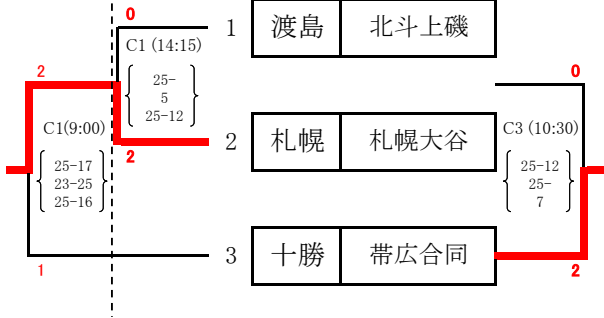 0
1 渡島 北斗上磯
C1 (14:15)
2
25-
5
25-12
0
C1(9:00)
2 札幌 札幌大谷
C3 (10:30)
2
25-17
23-25
25-16
25-12
25-
7
3 十勝 帯広合同
1
2